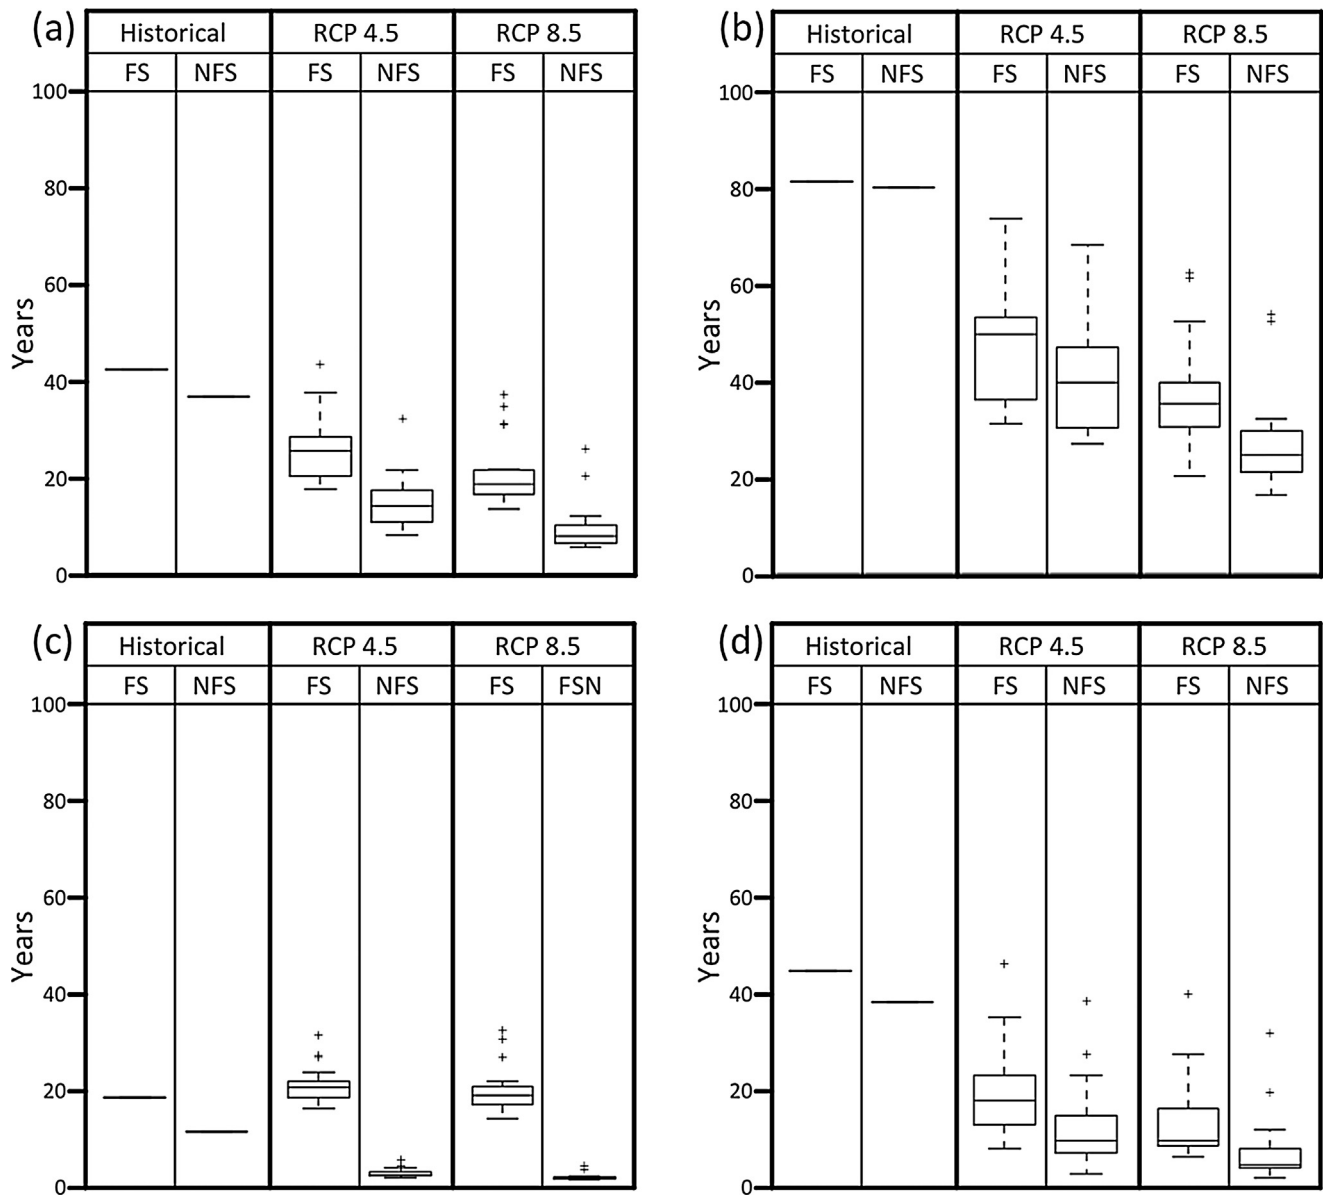 (a) Historical RCP 4.5 RCP 8.5
FS NFS FS NFS FS NFS
100
80
60
40
20
0
Years
(b) Historical RCP 4.5 RCP 8.5
FS NFS FS NFS FS NFS
100
80
60
40
20
0
Years
(c) Historical RCP 4.5 RCP 8.5
FS NFS FS NFS FS FSN
100
80
60
40
20
0
Years
(d) Historical RCP 4.5 RCP 8.5
FS NFS FS NFS FS NFS
100
80
60
40
20
0
Years